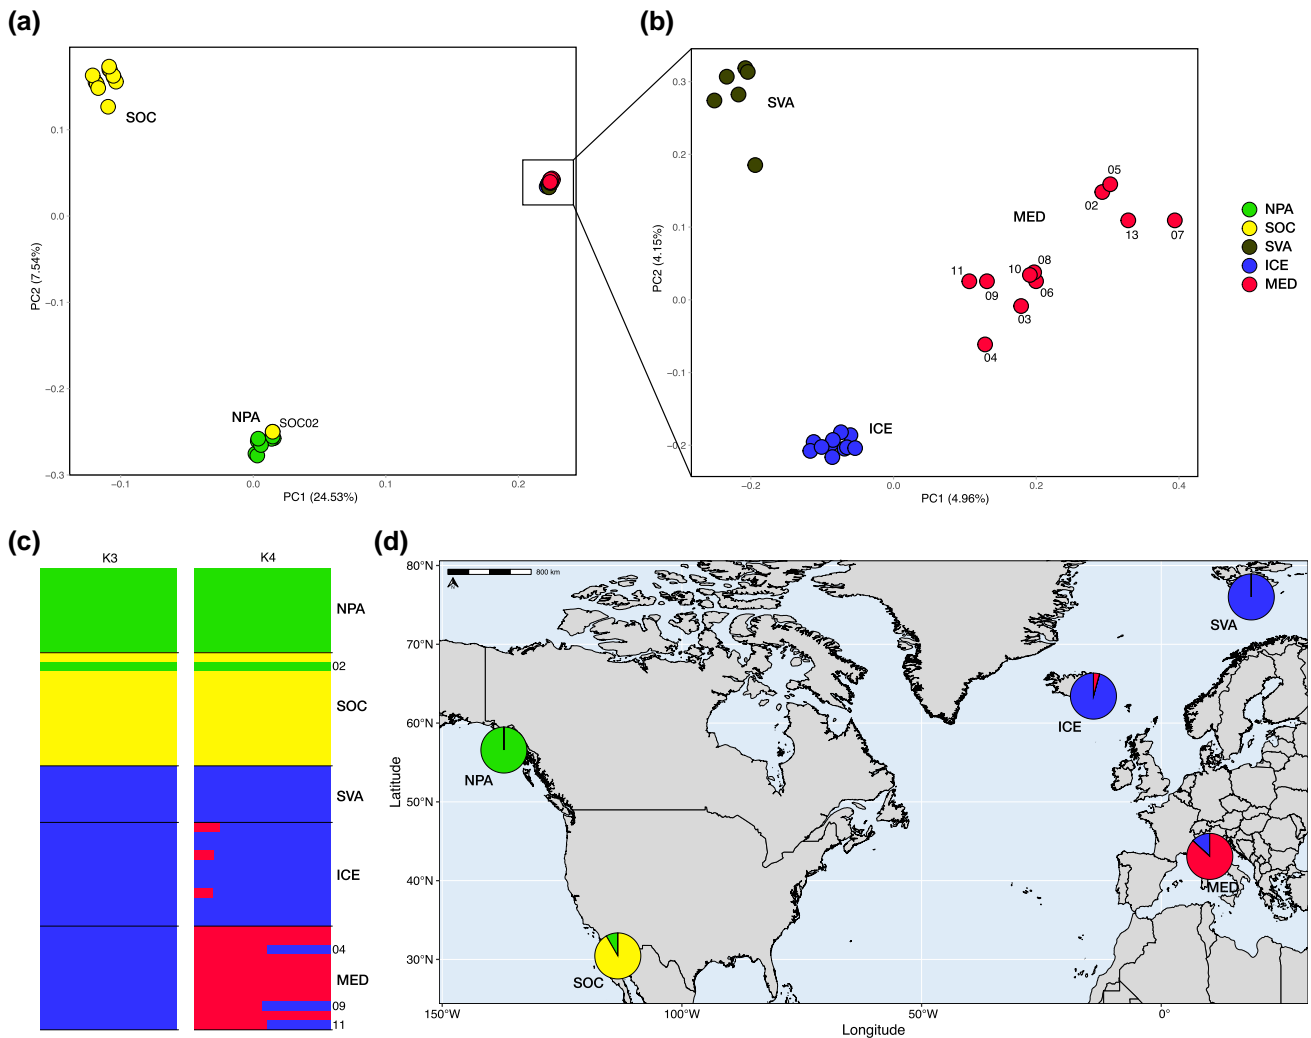 (a)
(b)
0.1
0.0
−0.1
−0.2
−0.3
PC2 (7.54%)
−0.1
0.0
0.1
0.2
PC1 (24.53%)
SOC
NPA
SOC02
0.3
0.2
0.1
0.0
−0.1
−0.2
PC2 (4.15%)
−0.2
0.0
0.2
0.4
PC1 (4.96%)
SVA
MED
05
02
13
07
11
09
10
08
06
03
04
ICE
NPA
SOC
SVA
ICE
MED
(c)
(d)
K3
K4
NPA
02
SOC
SVA
ICE
04
MED
09
11
800 km
80°N
70°N
60°N
50°N
40°N
30°N
Latitude
150°W
100°W
50°W
0°
Longitude
SVA
ICE
NPA
MED
SOC